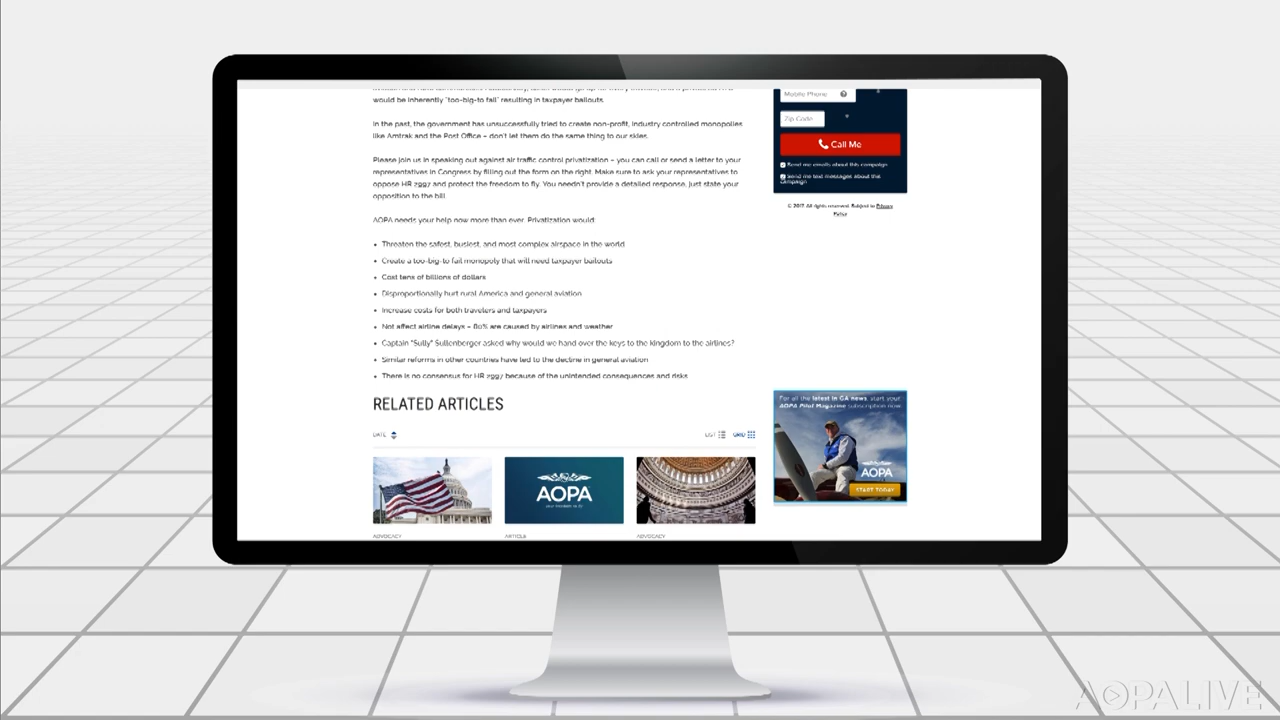 would be inherently "too-big-to fail" resulting in taxpayer bailouts.
In the past, the government has unsuccessfully tried to create non-profit, industry controlled monopolies
like Amtrak and the Post Office – don't let them do the same thing to our skies.
Please join us in speaking out against air traffic control privatization – you can call or send a letter to your
representatives in Congress by filling out the form on the right. Make sure to ask your representatives to
oppose HR 2997 and protect the freedom to fly. You needn't provide a detailed response, just state your
opposition to the bill.
AOPA needs your help now more than ever. Privatization would:
• Threaten the safest, busiest, and most complex airspace in the world
• Create a too-big-to fail monopoly that will need taxpayer bailouts
• Cost tens of billions of dollars
• Disproportionally hurt rural America and general aviation
• Increase costs for both travelers and taxpayers
• Not affect airline delays – 80% are caused by airlines and weather
• Captain "Sully" Sullenberger asked why would we hand over the keys to the kingdom to the airlines?
• Similar reforms in other countries have led to the decline in general aviation
• There is no consensus for HR 2997 because of the unintended consequences and risks
RELATED ARTICLES
DATE
LIST GRID
AOPA
your freedom to fly
ADVOCACY
ARTICLE
ADVOCACY
Mobile Phone
Zip Code
Call Me
Send me emails about this campaign
Send me text messages about this
campaign
© 2017. All rights reserved. Subject to Privacy
Policy
For all the latest in GA news, start your
AOPA Pilot Magazine subscription now.
AOPA
START TODAY
AOPA LIVE